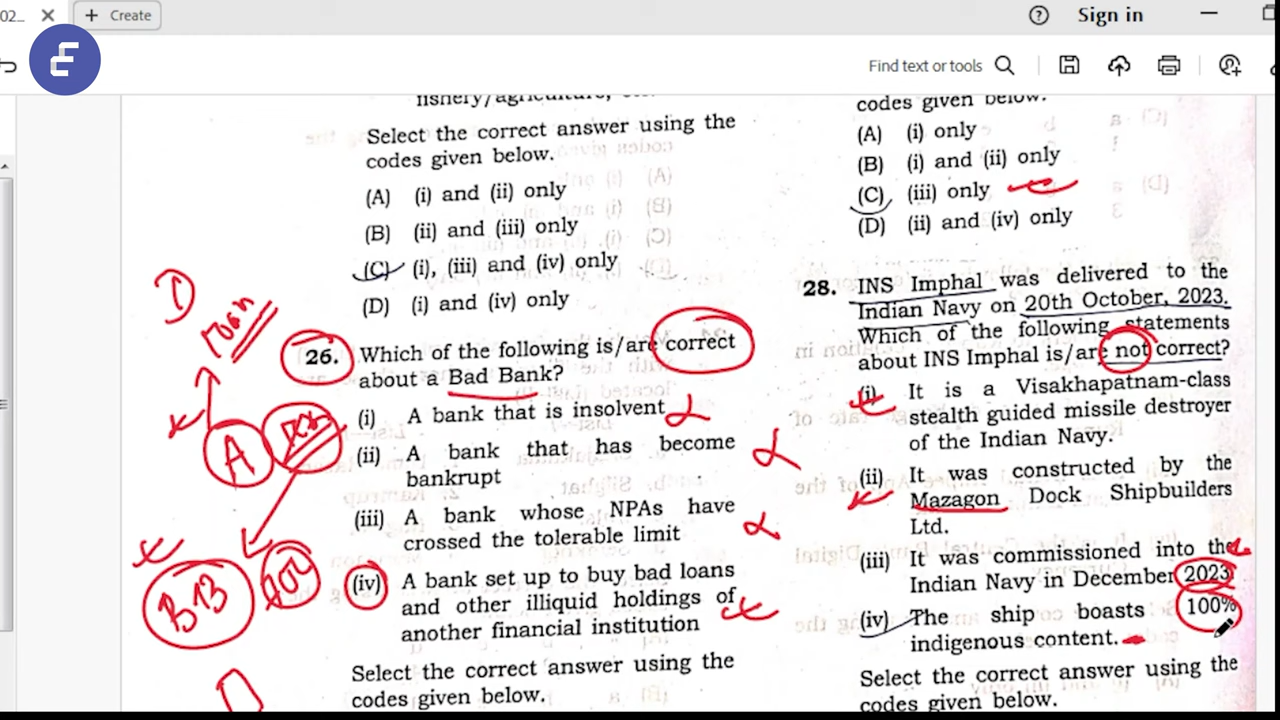 02...
Create
Sign in
Find text or tools
fishery/agriculture,
Select the correct answer using the
codes given below.
(A) (i) and (ii) only
(B) (ii) and (iii) only
(C) (i), (iii) and (iv) only
(D) (i) and (iv) only
26. Which of the following is/are correct
about a Bad Bank?
(i) A bank that is insolvent
(ii) A bank that has become
bankrupt
(iii) A bank whose NPAs have
crossed the tolerable limit
(iv) A bank set up to buy bad loans
and other illiquid holdings of
another financial institution
Select the correct answer using the
codes given below.
D
loan
A
BB
codes given below.
(A) (i) only
(B) (i) and (ii) only
(C) (iii) only
(D) (ii) and (iv) only
28. INS Imphal was delivered to the
Indian Navy on 20th October, 2023.
Which of the following statements
about INS Imphal is/are not correct?
(i) It is a Visakhapatnam-class
stealth guided missile destroyer
of the Indian Navy.
(ii) It was constructed by the
Mazagon Dock Shipbuilders
Ltd.
(iii) It was commissioned into the
Indian Navy in December 2023
(iv) The ship boasts 100%
indigenous content.
Select the correct answer using the
codes given below.